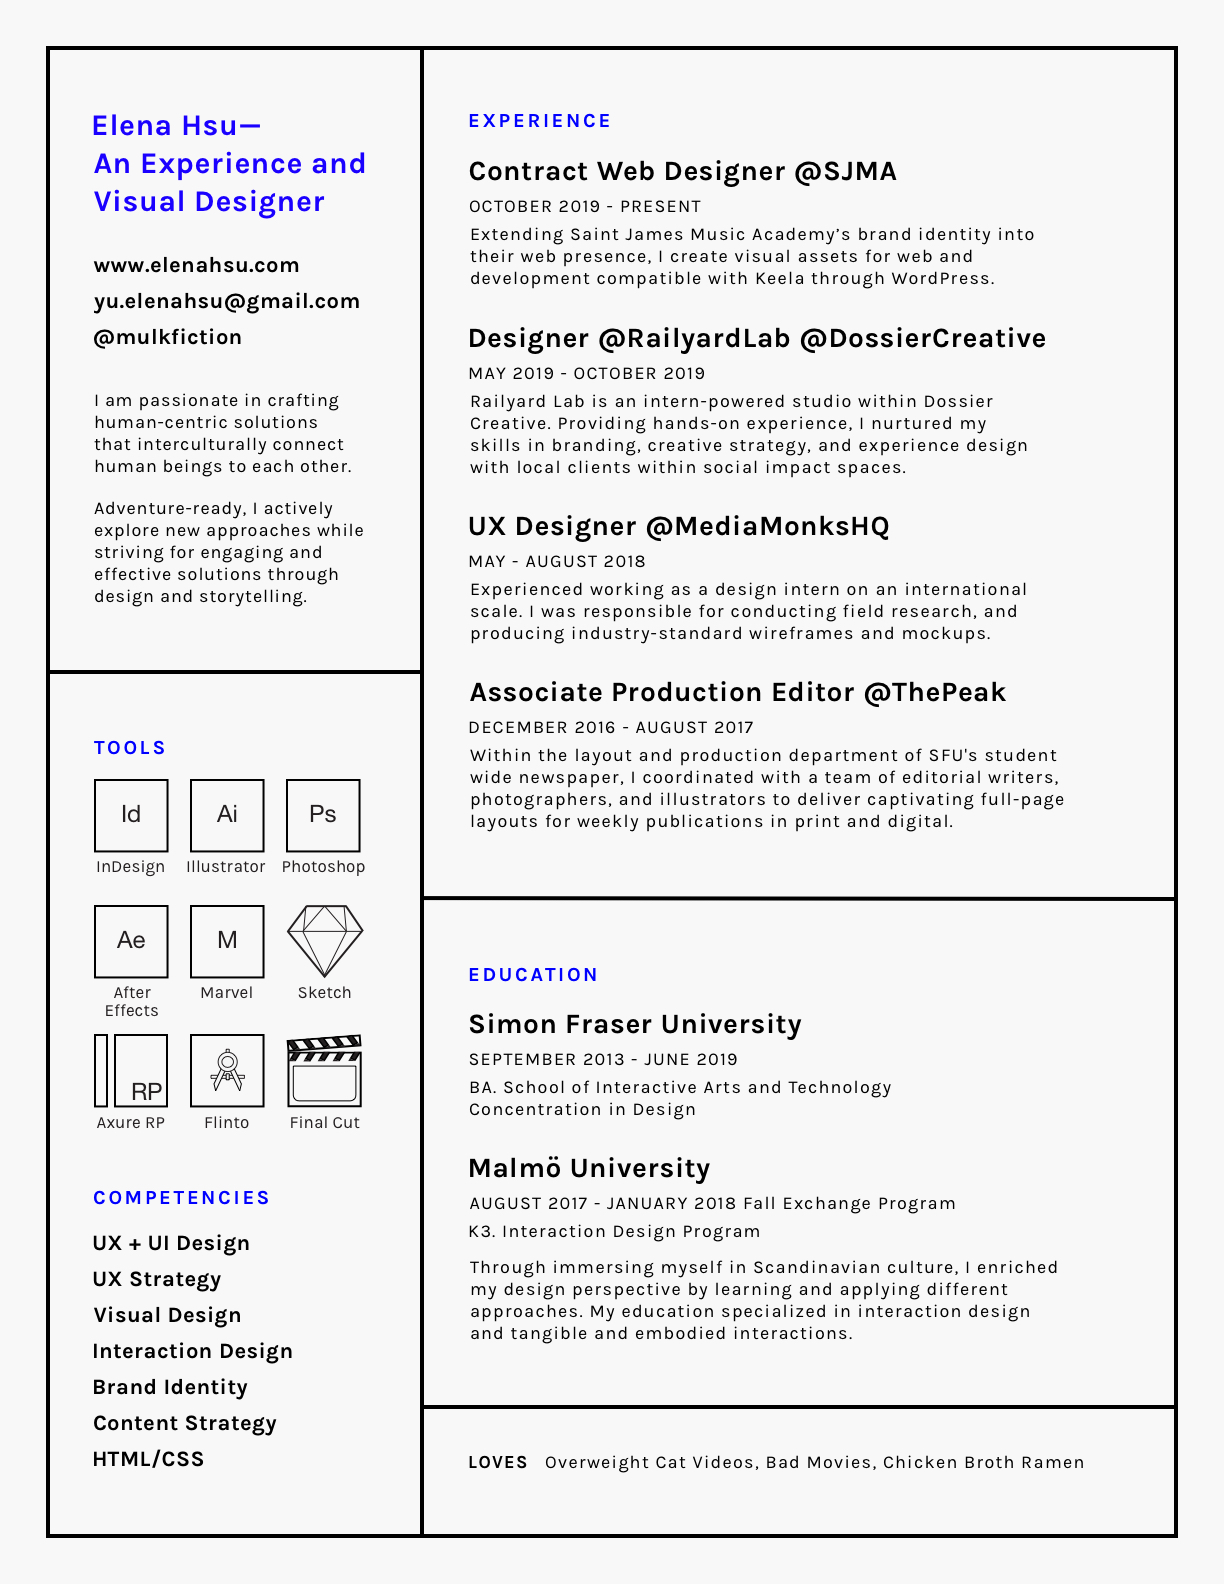 Elena Hsu—
An Experience and
Visual Designer
www.elenahsu.com
yu.elenahsu@gmail.com
@mulkfiction
I am passionate in crafting
human-centric solutions
that interculturally connect
human beings to each other.
Adventure-ready, I actively
explore new approaches while
striving for engaging and
effective solutions through
design and storytelling.
TOOLS
Id
Ai
Ps
InDesign
Illustrator
Photoshop
Ae
M
After
Effects
Marvel
Sketch
RP
Axure RP
Flinto
Final Cut
COMPETENCIES
UX + UI Design
UX Strategy
Visual Design
Interaction Design
Brand Identity
Content Strategy
HTML/CSS
EXPERIENCE
Contract Web Designer @SJMA
OCTOBER 2019 - PRESENT
Extending Saint James Music Academy’s brand identity into
their web presence, I create visual assets for web and
development compatible with Keela through WordPress.
Designer @RailyardLab @DossierCreative
MAY 2019 - OCTOBER 2019
Railyard Lab is an intern-powered studio within Dossier
Creative. Providing hands-on experience, I nurtured my
skills in branding, creative strategy, and experience design
with local clients within social impact spaces.
UX Designer @MediaMonksHQ
MAY - AUGUST 2018
Experienced working as a design intern on an international
scale. I was responsible for conducting field research, and
producing industry-standard wireframes and mockups.
Associate Production Editor @ThePeak
DECEMBER 2016 - AUGUST 2017
Within the layout and production department of SFU's student
wide newspaper, I coordinated with a team of editorial writers,
photographers, and illustrators to deliver captivating full-page
layouts for weekly publications in print and digital.
EDUCATION
Simon Fraser University
SEPTEMBER 2013 - JUNE 2019
BA. School of Interactive Arts and Technology
Concentration in Design
Malmö University
AUGUST 2017 - JANUARY 2018 Fall Exchange Program
K3. Interaction Design Program
Through immersing myself in Scandinavian culture, I enriched
my design perspective by learning and applying different
approaches. My education specialized in interaction design
and tangible and embodied interactions.
LOVES Overweight Cat Videos, Bad Movies, Chicken Broth Ramen